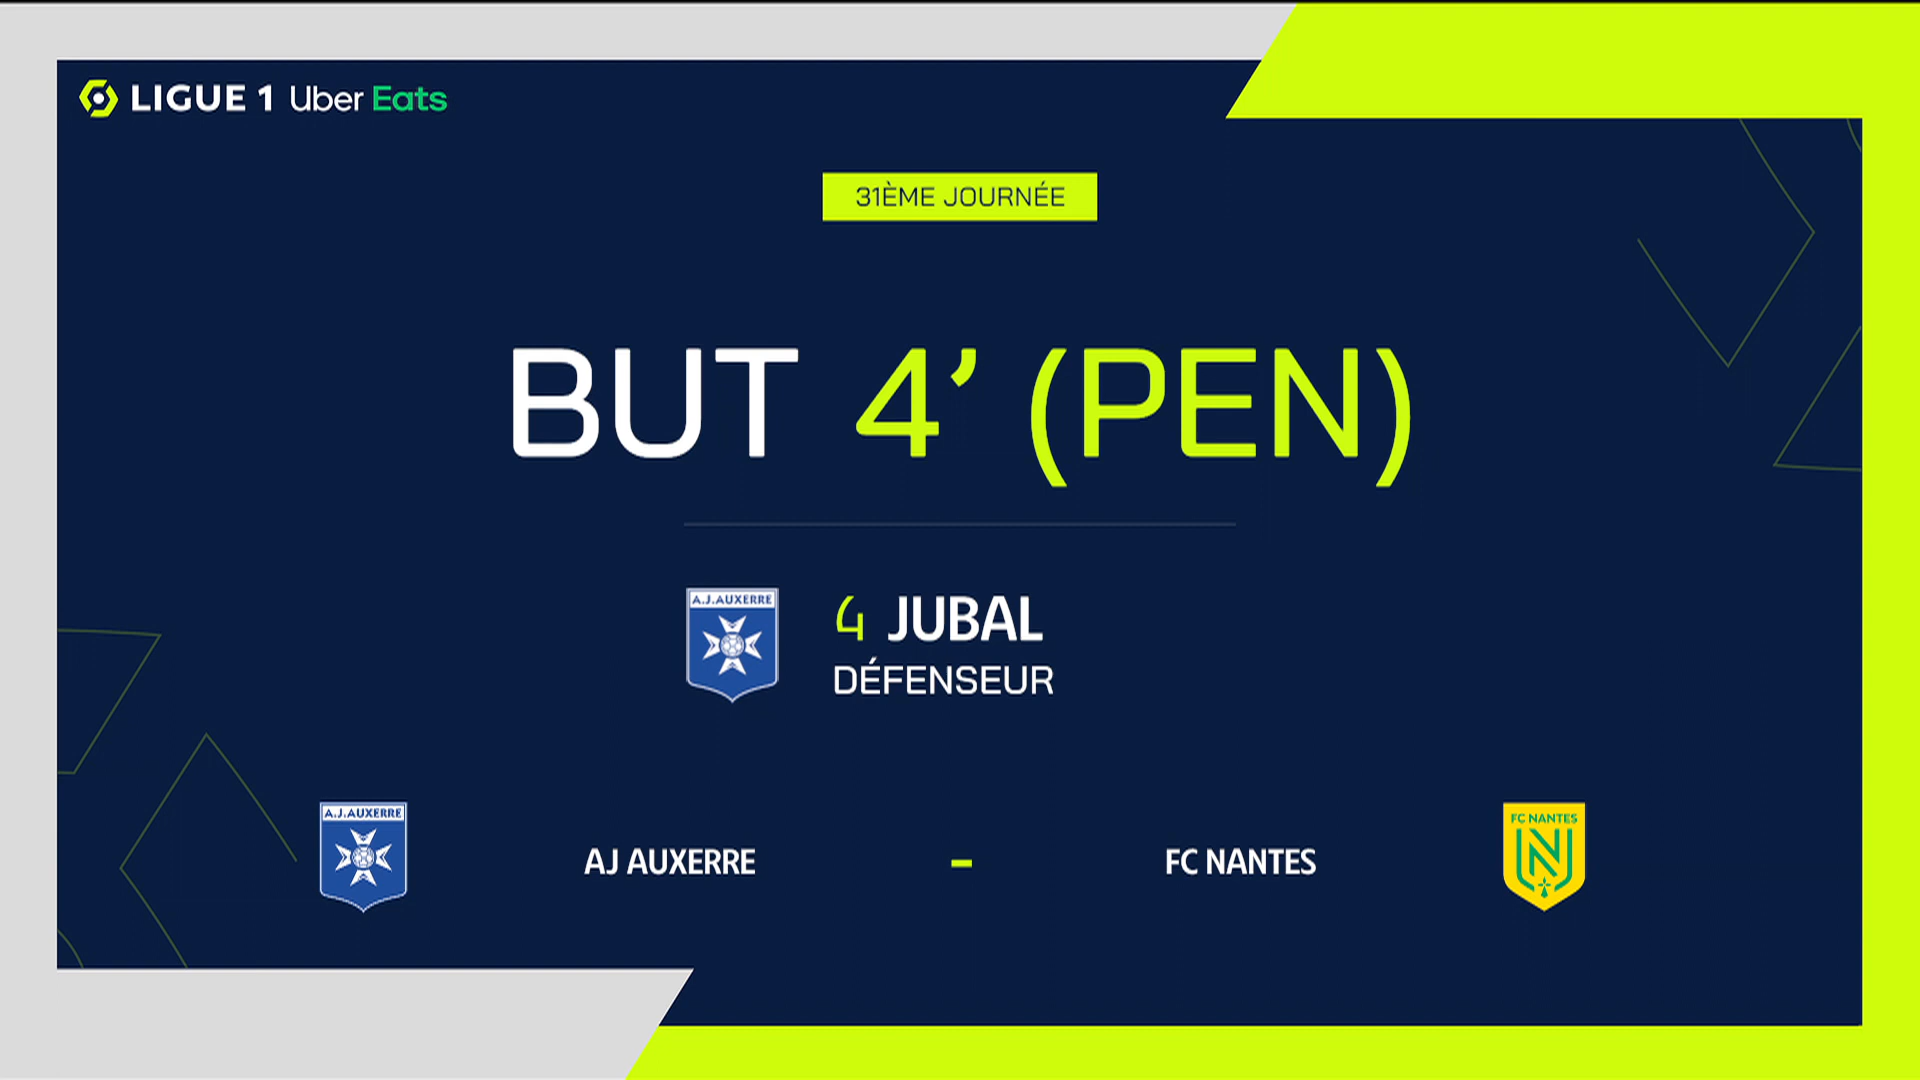 LIGUE 1 Uber Eats
31ÈME JOURNÉE
BUT 4’ (PEN)
A.J.AUXERRE
4 JUBAL
DÉFENSEUR
A.J.AUXERRE
AJ AUXERRE - FC NANTES
FC NANTES